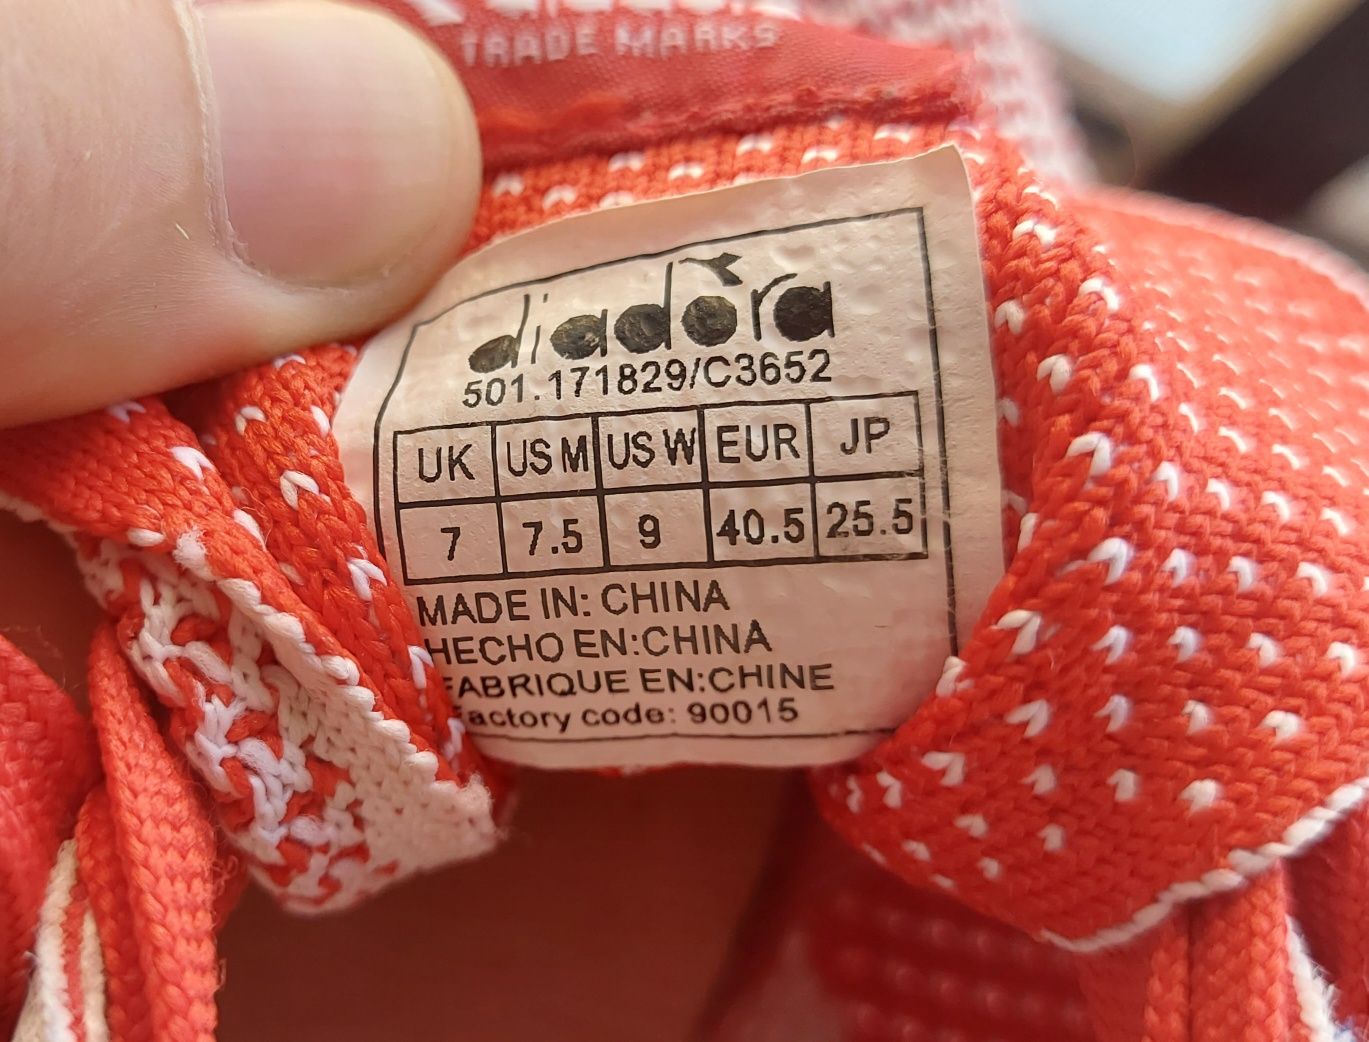 TRADE MARKS
diadora
501.171829/C3652
UK US M US W EUR JP
7 7.5 9 40.5 25.5
MADE IN: CHINA
HECHO EN:CHINA
FABRIQUE EN:CHINE
Factory code: 90015